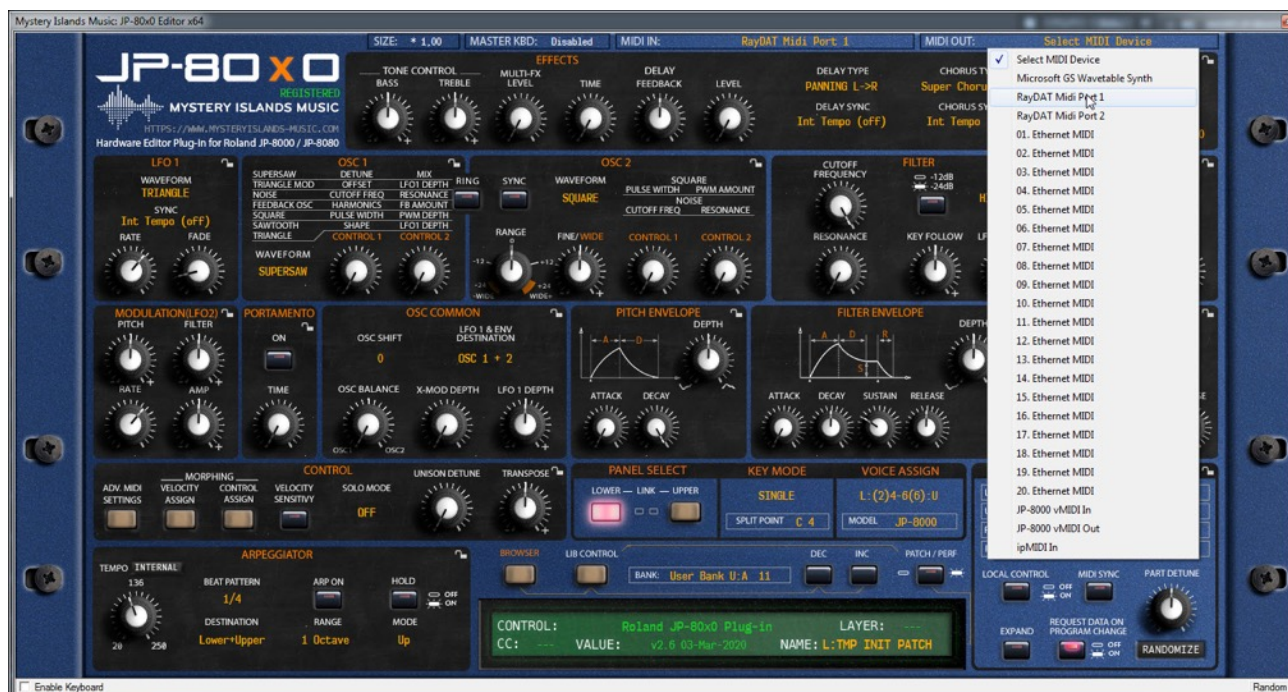 Mystery Islands Music: JP-80x0 Editor x64
SIZE: * 1,00 MASTER KBD: Disabled MIDI IN: RayDAT Midi Port 1 MIDI OUT: Select MIDI Device
JP-80X0
REGISTERED
MYSTERY ISLANDS MUSIC
HTTPS://WWW.MYSTERYISLANDS-MUSIC.COM
Hardware Editor Plug-In for Roland JP-8000 / JP-8080
EFFECTS
TONE CONTROL
BASS TREBLE
MULTI-FX
LEVEL
DELAY
TIME FEEDBACK LEVEL
DELAY TYPE
PANNING L->R
DELAY SYNC
Int Tempo (off)
CHORUS
Super Chorus
CHORUS
Int Tempo
Select MIDI Device
Microsoft GS Wavetable Synth
RayDAT Midi Port 1
RayDAT Midi Port 2
01. Ethernet MIDI
02. Ethernet MIDI
03. Ethernet MIDI
04. Ethernet MIDI
05. Ethernet MIDI
06. Ethernet MIDI
07. Ethernet MIDI
08. Ethernet MIDI
09. Ethernet MIDI
10. Ethernet MIDI
11. Ethernet MIDI
12. Ethernet MIDI
13. Ethernet MIDI
14. Ethernet MIDI
15. Ethernet MIDI
16. Ethernet MIDI
17. Ethernet MIDI
18. Ethernet MIDI
19. Ethernet MIDI
20. Ethernet MIDI
JP-8000 vMIDI In
JP-8000 vMIDI Out
ipMIDI In
LFO 1
WAVEFORM
TRIANGLE
SYNC
Int Tempo (off)
RATE FADE
OSC 1
SUPERSAW DETUNE MIX
TRIANGLE MOD OFFSET LFO1 DEPTH
NOISE CUTOFF FREQ RESONANCE
FEEDBACK OSC HARMONICS FB AMOUNT
SQUARE PULSE WIDTH PWM DEPTH
SAWTOOTH SHAPE LFO1 DEPTH
TRIANGLE CONTROL 1 CONTROL 2
WAVEFORM
SUPERSAW
OSC 2
RING SYNC
WAVEFORM
SQUARE
SQUARE
PULSE WITDH PWM AMOUNT
NOISE
CUTOFF FREQ RESONANCE
RANGE
0
-12 +12
-24 +24
-WIDE WIDE+
FINE/WIDE CONTROL 1 CONTROL 2
FILTER
CUTOFF
FREQUENCY
-12dB
-24dB
RESONANCE KEY FOLLOW
MODULATION(LFO2)
PITCH FILTER
RATE AMP
PORTAMENTO
ON
TIME
OSC COMMON
OSC SHIFT
0
LFO 1 & ENV
DESTINATION
OSC 1 + 2
OSC BALANCE X-MOD DEPTH LFO 1 DEPTH
OSC1 OSC2
PITCH ENVELOPE
A D
DEPTH
ATTACK DECAY
FILTER ENVELOPE
A D R
S
ATTACK DECAY SUSTAIN RELEASE
CONTROL
ADV. MIDI
SETTINGS
MORPHING
VELOCITY
ASSIGN
CONTROL
ASSIGN
VELOCITY
SENSITIVY
SOLO MODE
OFF
UNISON DETUNE TRANSPOSE
PANEL SELECT
LOWER — LINK — UPPER
KEY MODE
SINGLE
SPLIT POINT C 4
VOICE ASSIGN
L:(2)4-6(6):U
MODEL JP-8000
ARPEGGIATOR
TEMPO INTERNAL
136
20 250
BEAT PATTERN
1/4
DESTINATION
Lower+Upper
ARP ON
RANGE
1 Octave
HOLD
OFF
ON
MODE
Up
BROWSER LIB CONTROL DEC INC PATCH / PERF
BANK: User Bank U:A 11
CONTROL: Roland JP-80x0 Plug-in LAYER: ---
CC: --- VALUE: v2.6 03-Mar-2020 NAME: L:TMP INIT PATCH
LOCAL CONTROL
OFF
ON
MIDI SYNC PART DETUNE
EXPAND
REQUEST DATA ON
PROGRAM CHANGE
OFF
ON
RANDOMIZE
Enable Keyboard
Random